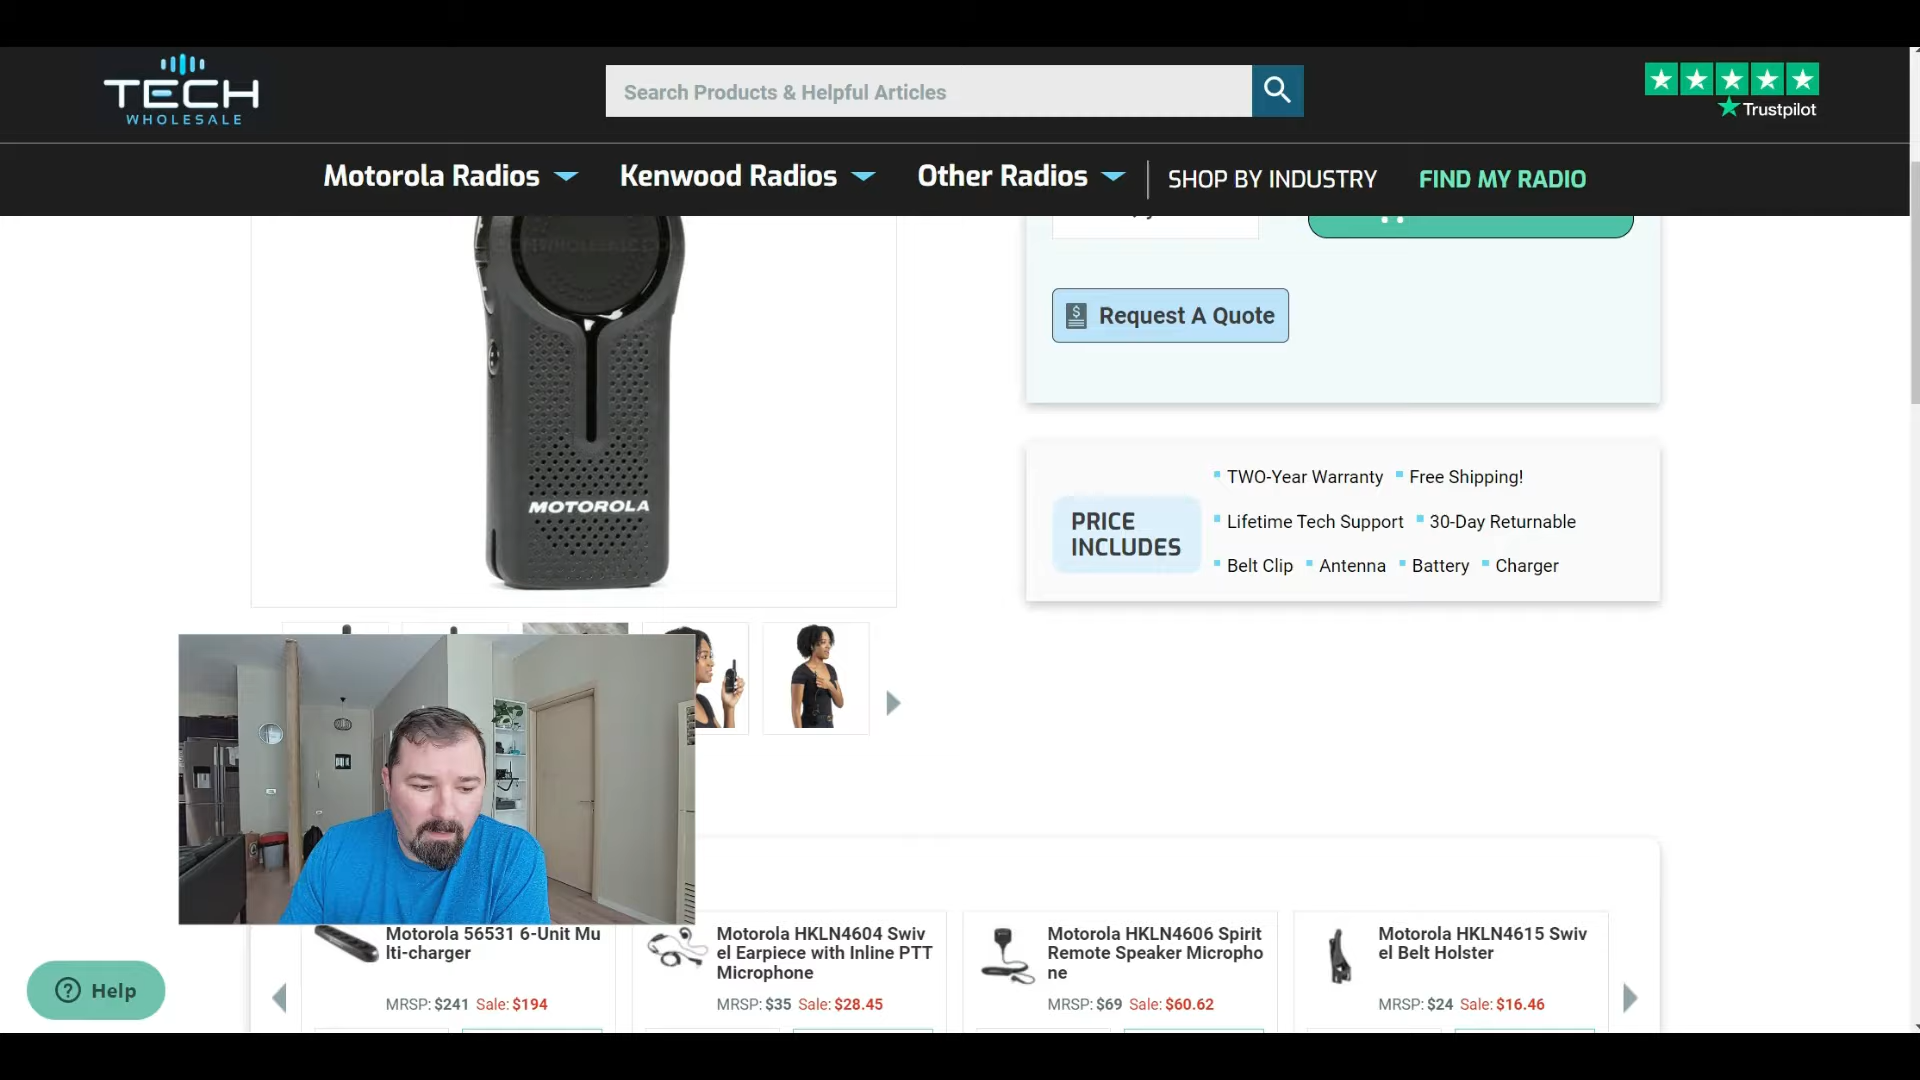 TECH
WHOLESALE
Search Products & Helpful Articles
Trustpilot
Motorola Radios
Kenwood Radios
Other Radios
SHOP BY INDUSTRY
FIND MY RADIO
MOTOROLA
Request A Quote
PRICE
INCLUDES
TWO-Year Warranty
Free Shipping!
Lifetime Tech Support
30-Day Returnable
Belt Clip
Antenna
Battery
Charger
Motorola 56531 6-Unit Mu
lti-charger
MRSP: $241 Sale: $194
Motorola HKLN4604 Swiv
el Earpiece with Inline PTT
Microphone
MRSP: $35 Sale: $28.45
Motorola HKLN4606 Spirit
Remote Speaker Micropho
ne
MRSP: $69 Sale: $60.62
Motorola HKLN4615 Swiv
el Belt Holster
MRSP: $24 Sale: $16.46
Help